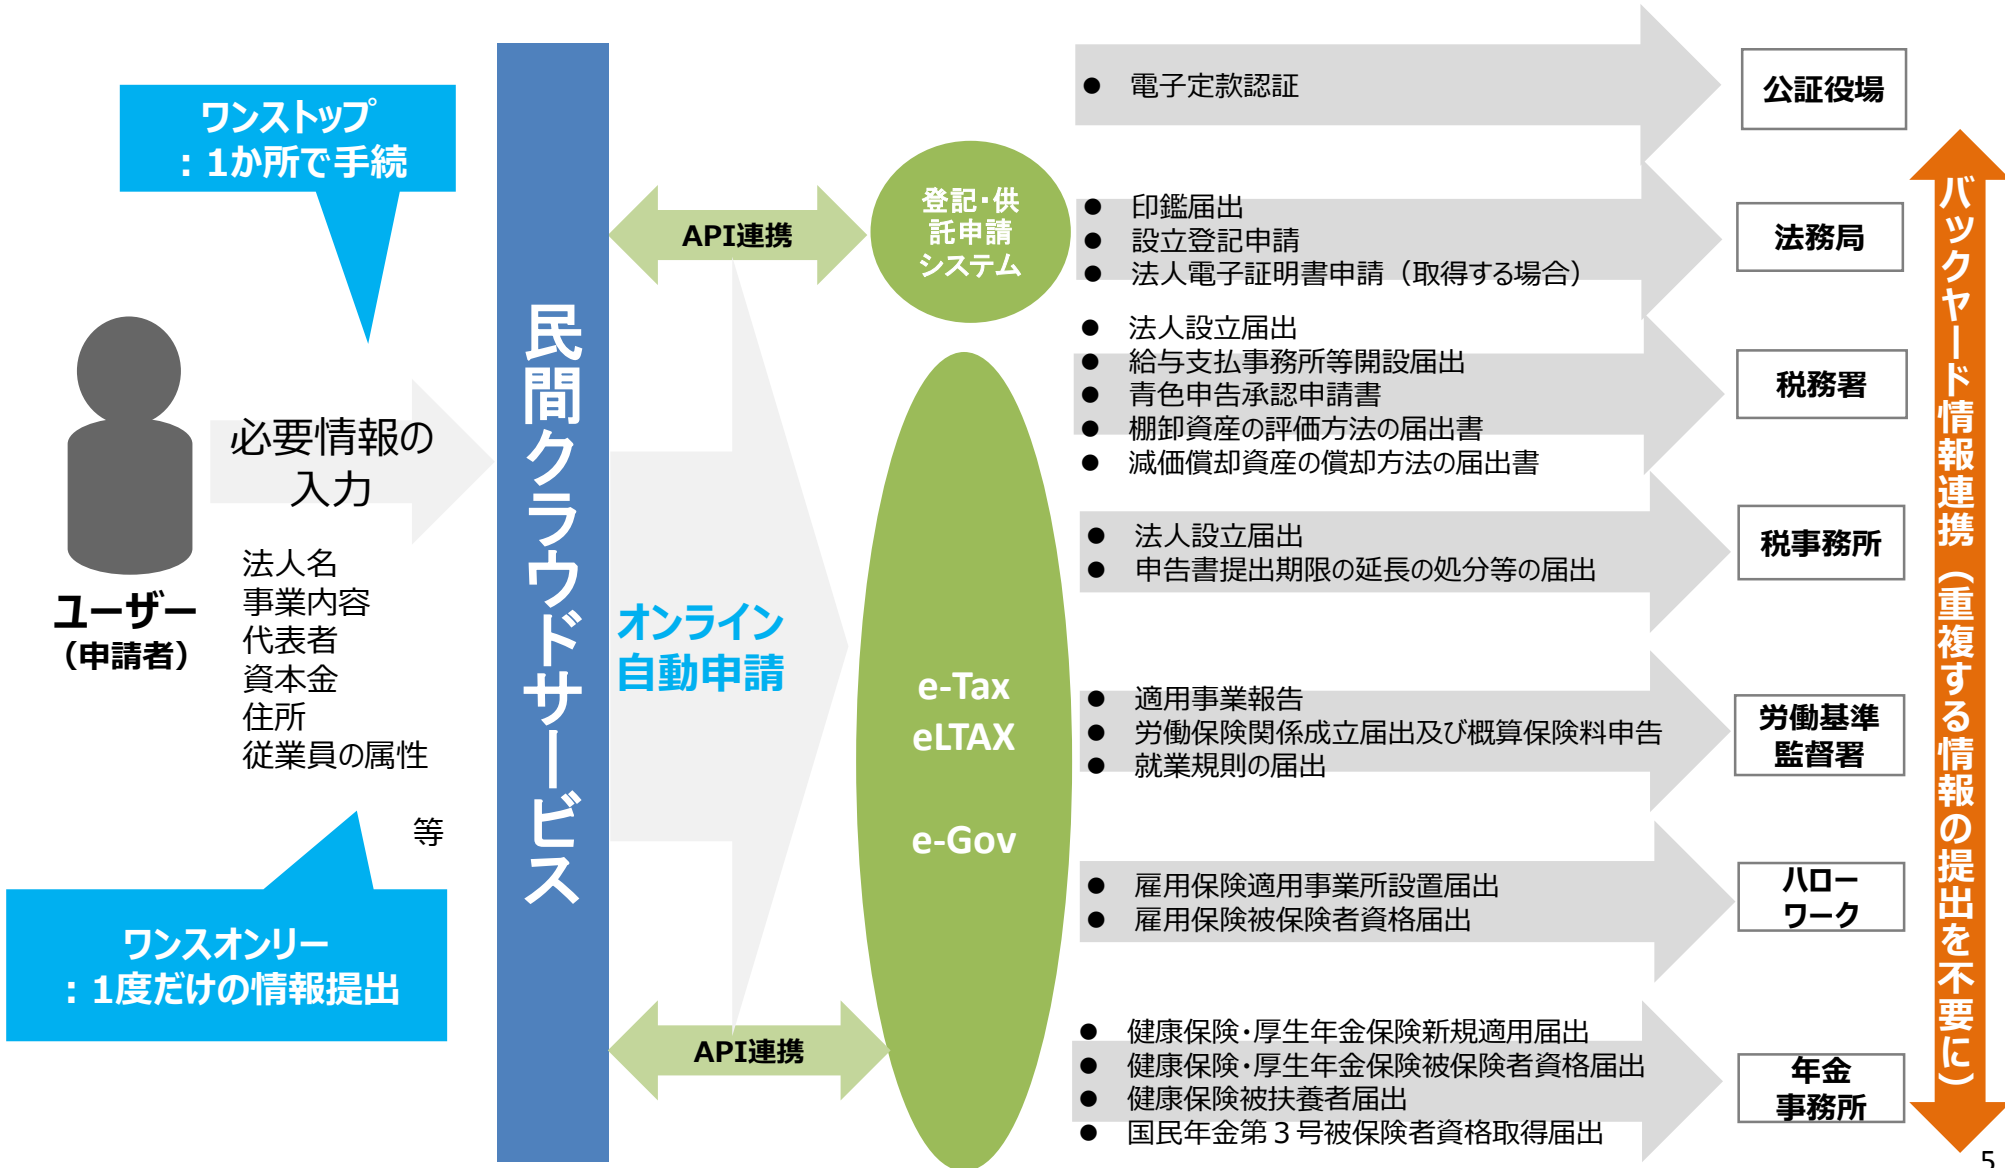 ワンストップ
：1か所で手続
ユーザー
（申請者）
必要情報の
入力
法人名
事業内容
代表者
資本金
住所
従業員の属性
等
ワンスオンリー
：1度だけの情報提出
民間クラウドサービス
API連携
オンライン
自動申請
API連携
登記・供
託申請
システム
e-Tax
eLTAX
e-Gov
● 電子定款認証
公証役場
● 印鑑届出
● 設立登記申請
● 法人電子証明書申請（取得する場合）
法務局
● 法人設立届出
● 給与支払事務所等開設届出
● 青色申告承認申請書
● 棚卸資産の評価方法の届出書
● 減価償却資産の償却方法の届出書
税務署
● 法人設立届出
● 申告書提出期限の延長の処分等の届出
税事務所
● 適用事業報告
● 労働保険関係成立届出及び概算保険料申告
● 就業規則の届出
労働基準
監督署
● 雇用保険適用事業所設置届出
● 雇用保険被保険者資格届出
ハロー
ワーク
● 健康保険・厚生年金保険新規適用届出
● 健康保険・厚生年金保険被保険者資格届出
● 健康保険被扶養者届出
● 国民年金第３号被保険者資格取得届出
年金
事務所
バックヤード情報連携（重複する情報の提出を不要に）
5